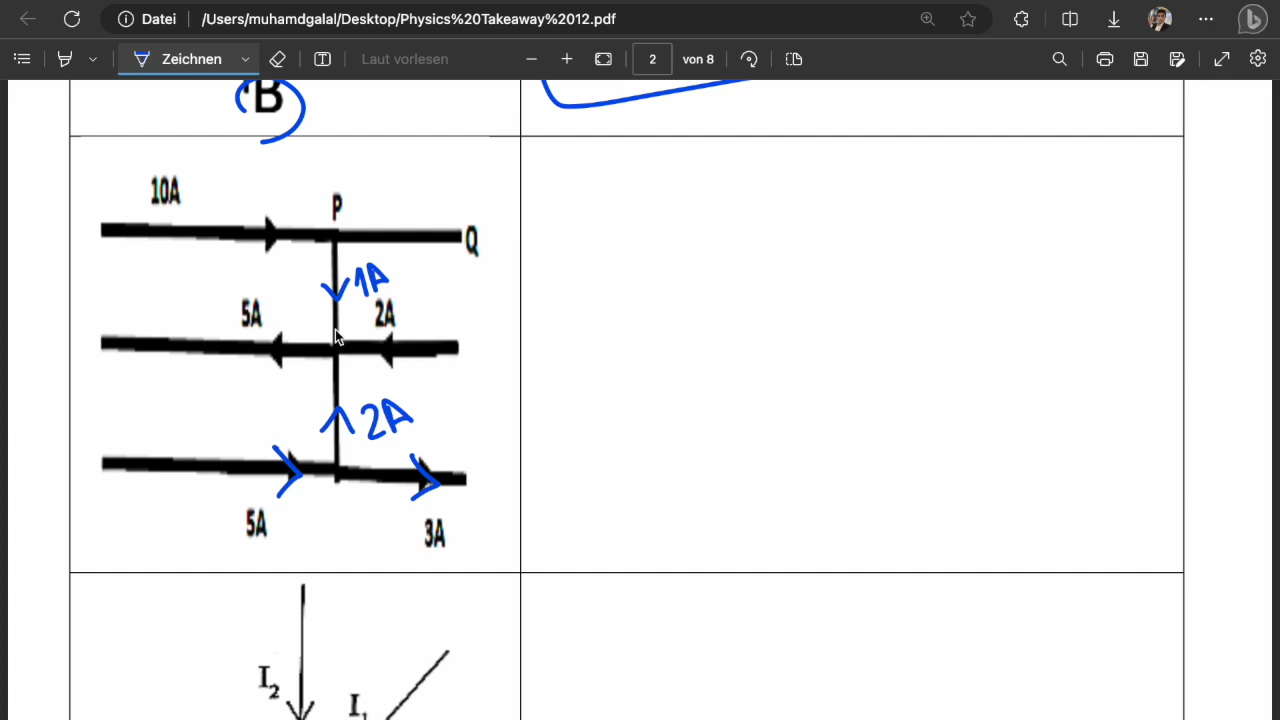 Datei /Users/muhamdgalal/Desktop/Physics%20Takeaway%2012.pdf
Zeichnen Laut vorlesen 2 von 8
B
10A
P
Q
1A
5A 2A
2A
5A
3A
I₂
I₁